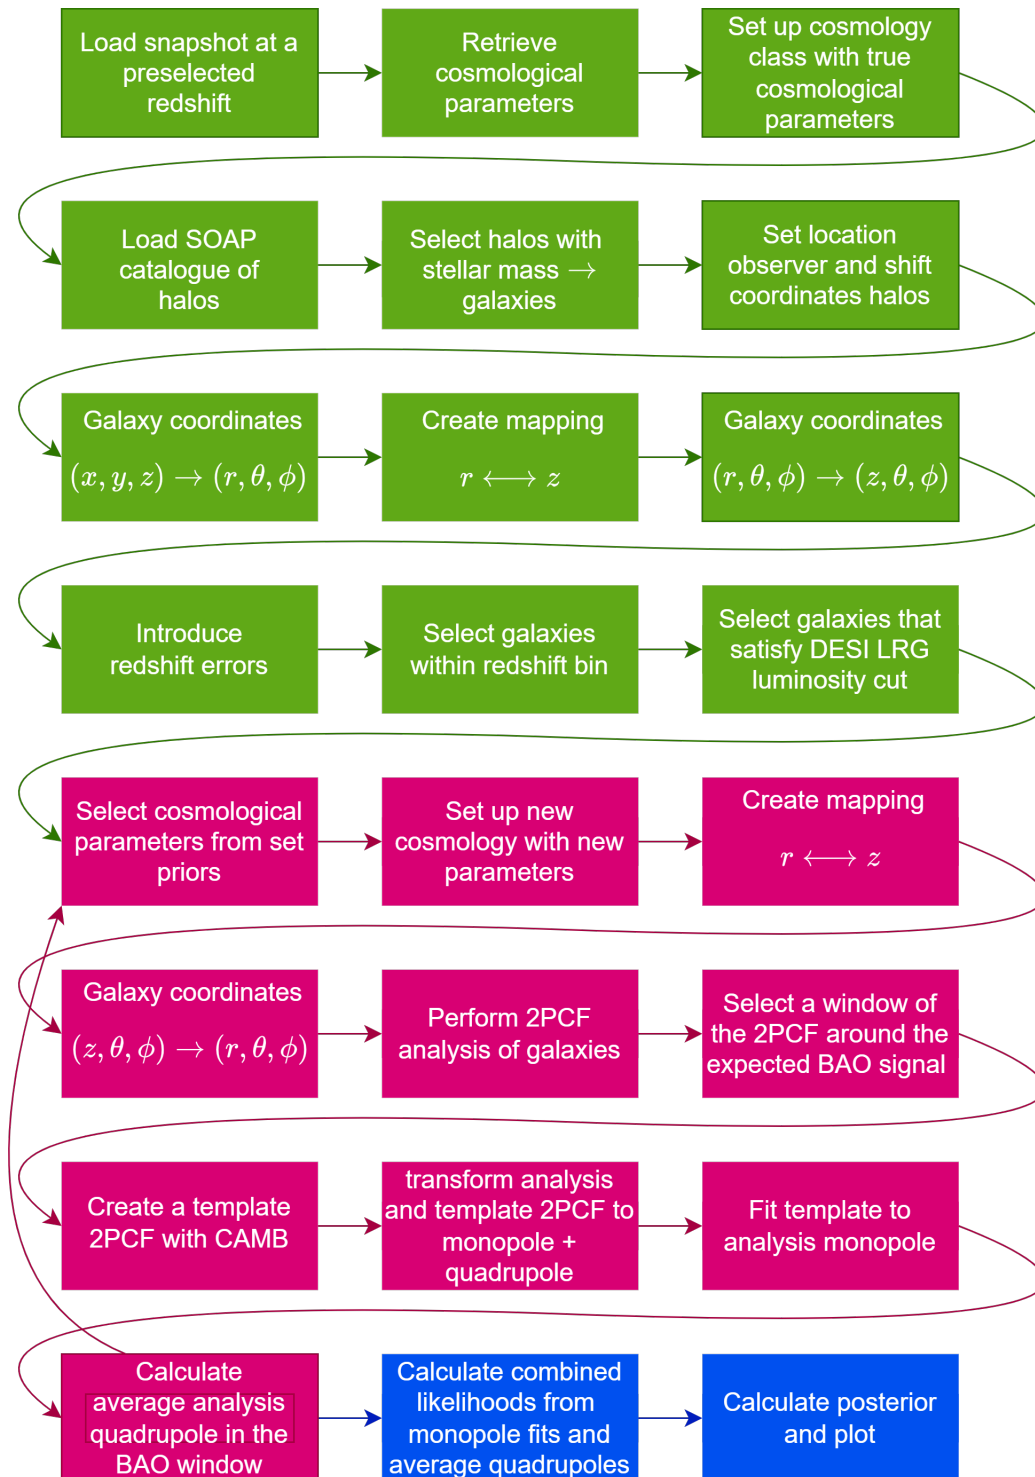 Load snapshot at a
preselected
redshift
Retrieve
cosmological
parameters
Set up cosmology
class with true
cosmological
parameters
Load SOAP
catalogue of
halos
Select halos with
stellar mass →
galaxies
Set location
observer and shift
coordinates halos
Galaxy coordinates
(x, y, z) → (r, θ, ϕ)
Create mapping
r ⟷ z
Galaxy coordinates
(r, θ, ϕ) → (z, θ, ϕ)
Introduce
redshift errors
Select galaxies
within redshift bin
Select galaxies that
satisfy DESI LRG
luminosity cut
Select cosmological
parameters from set
priors
Set up new
cosmology with new
parameters
Create mapping
r ⟷ z
Galaxy coordinates
(z, θ, ϕ) → (r, θ, ϕ)
Perform 2PCF
analysis of galaxies
Select a window of
the 2PCF around the
expected BAO signal
Create a template
2PCF with CAMB
transform analysis
and template 2PCF to
monopole +
quadrupole
Fit template to
analysis monopole
Calculate
average analysis
quadrupole in the
BAO window
Calculate combined
likelihoods from
monopole fits and
average quadrupoles
Calculate posterior
and plot